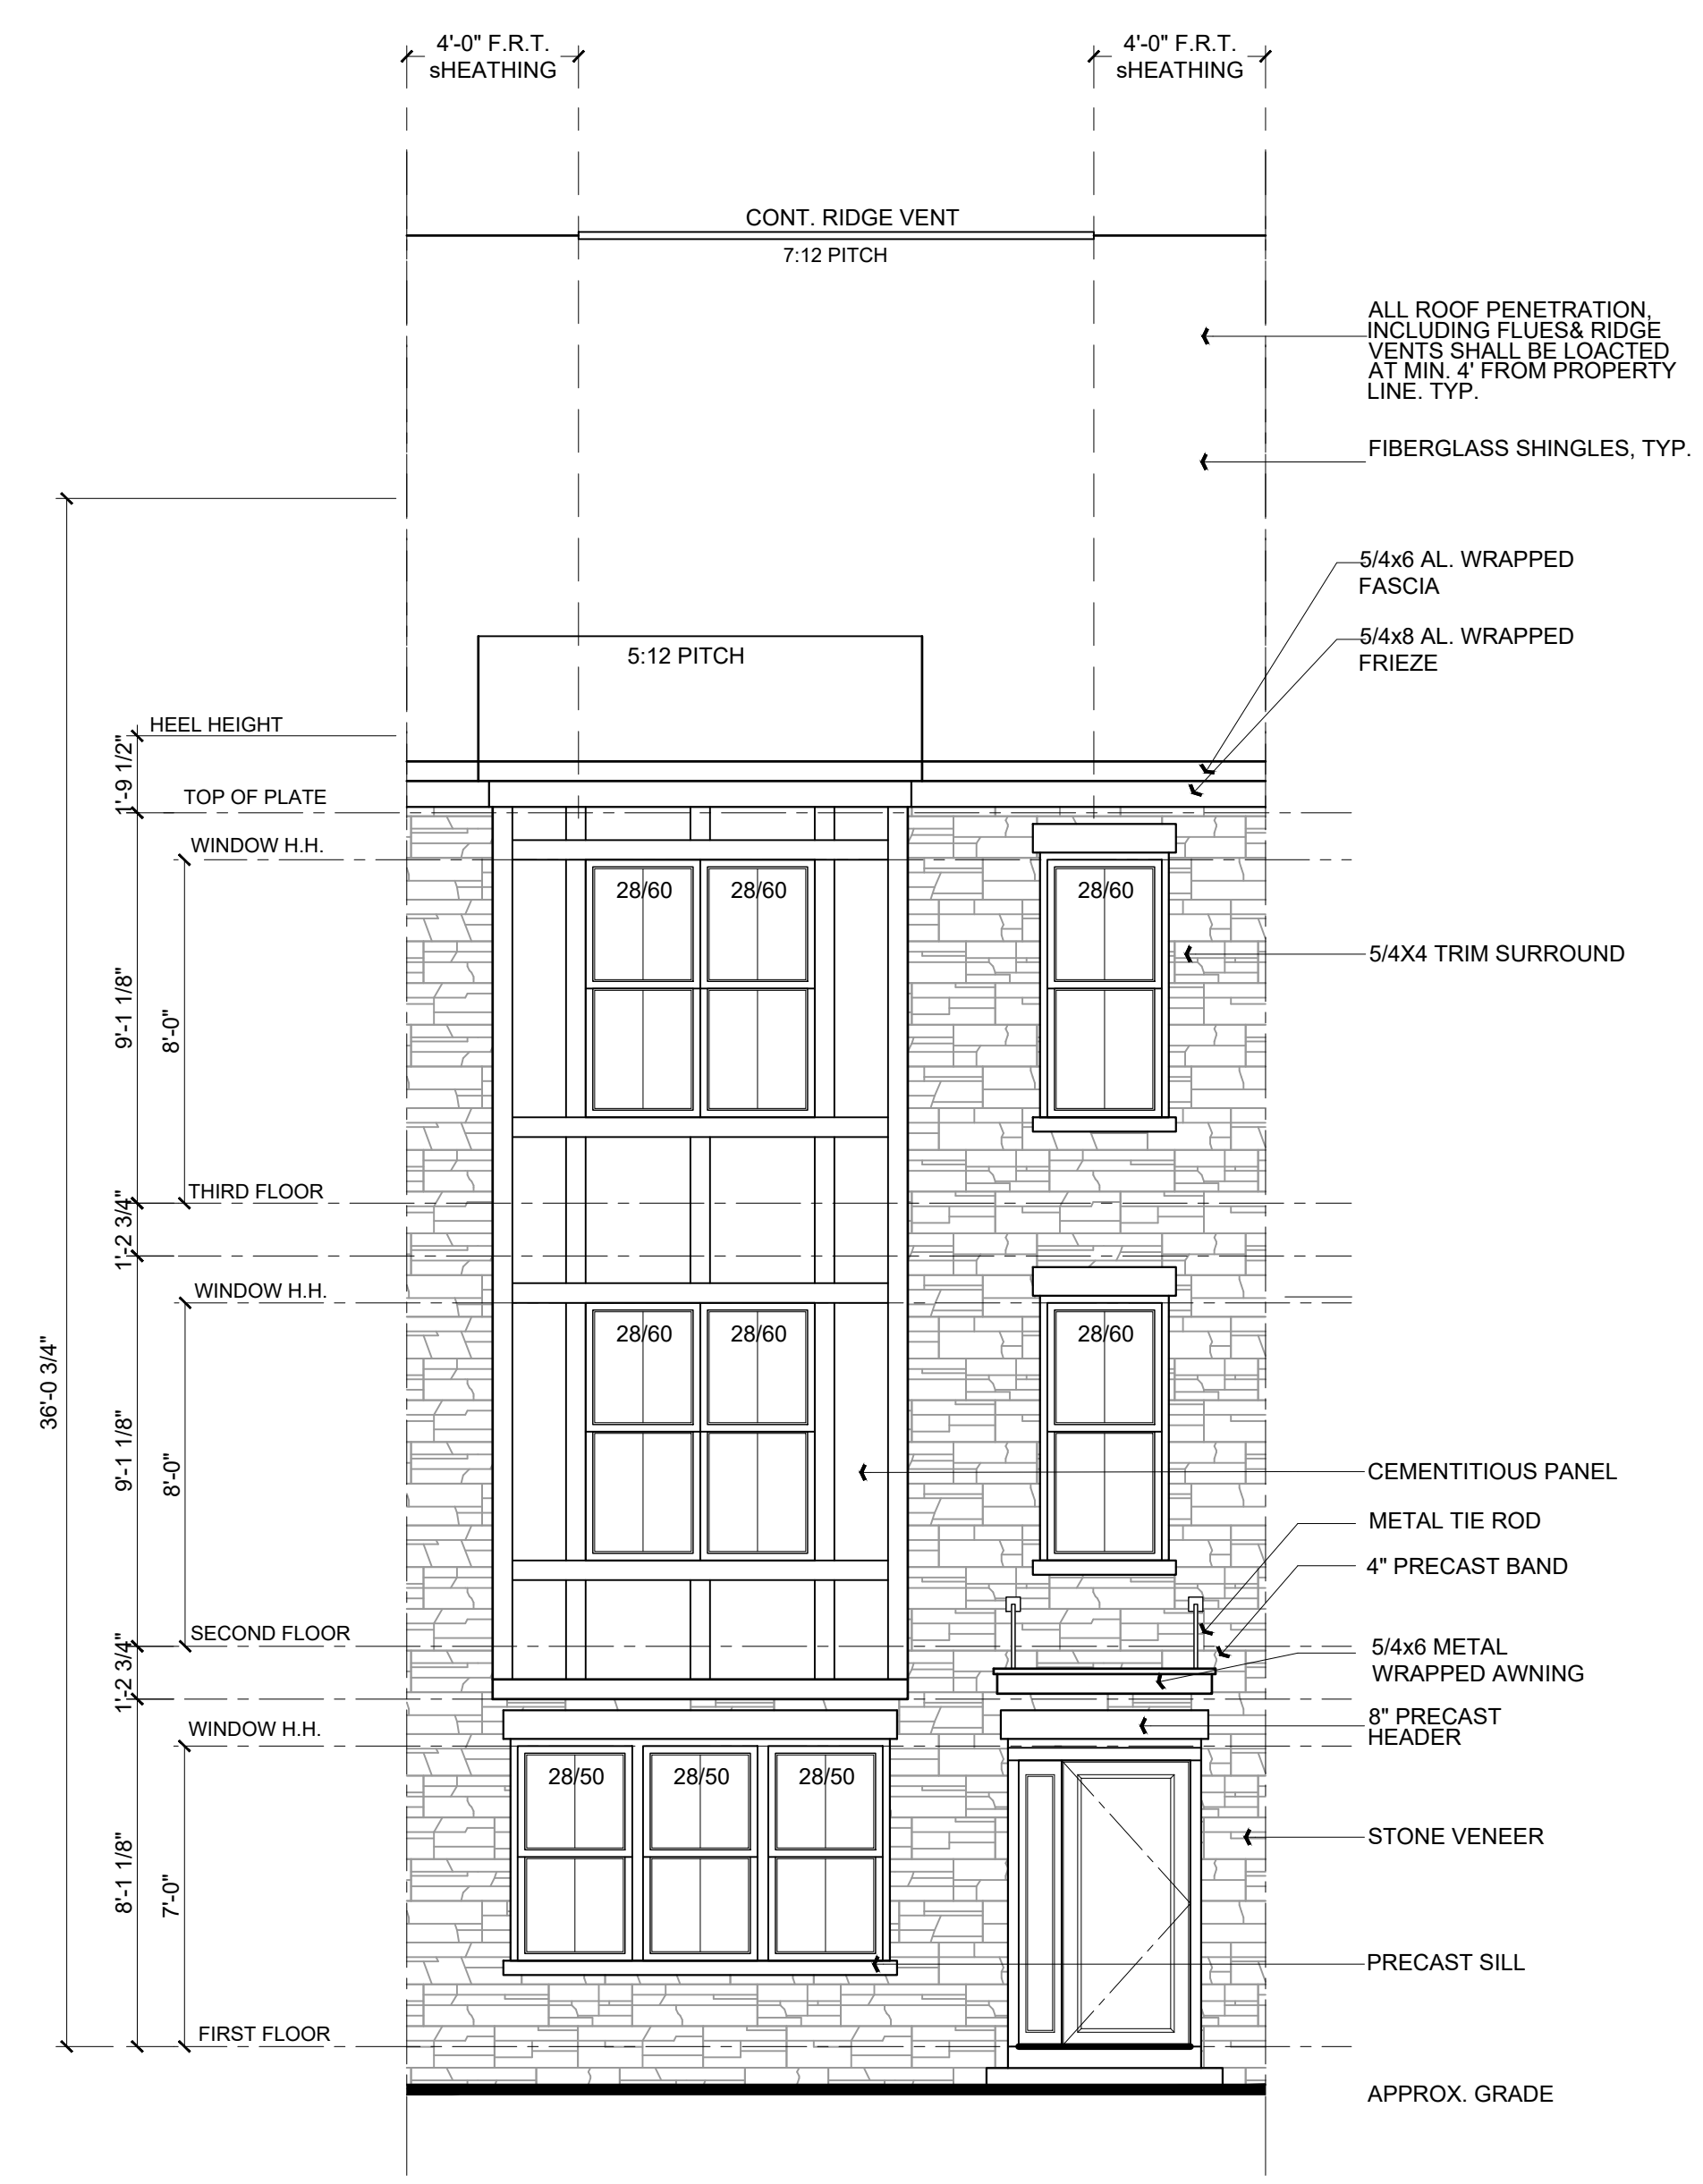 4'-0" F.R.T.
sHEATHING
4'-0" F.R.T.
sHEATHING
CONT. RIDGE VENT
7:12 PITCH
ALL ROOF PENETRATION,
INCLUDING FLUES& RIDGE
VENTS SHALL BE LOACTED
AT MIN. 4' FROM PROPERTY
LINE. TYP.
FIBERGLASS SHINGLES, TYP.
5/4x6 AL. WRAPPED
FASCIA
5/4x8 AL. WRAPPED
FRIEZE
5:12 PITCH
HEEL HEIGHT
1'-9 1/2"
TOP OF PLATE
WINDOW H.H.
28/60
28/60
28/60
5/4X4 TRIM SURROUND
9'-1 1/8"
8'-0"
THIRD FLOOR
1'-2 3/4"
WINDOW H.H.
28/60
28/60
28/60
36'-0 3/4"
9'-1 1/8"
8'-0"
CEMENTITIOUS PANEL
METAL TIE ROD
4" PRECAST BAND
SECOND FLOOR
1'-2 3/4"
5/4x6 METAL
WRAPPED AWNING
WINDOW H.H.
8" PRECAST
HEADER
28/50
28/50
28/50
8'-1 1/8"
7'-0"
STONE VENEER
PRECAST SILL
FIRST FLOOR
APPROX. GRADE